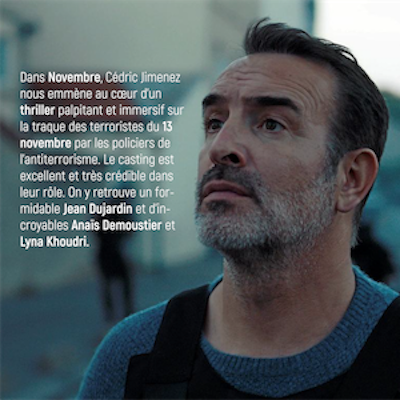 Dans Novembre, Cédric Jimenez
nous emmène au cœur d'un
thriller palpitant et immersif sur
la traque des terroristes du 13
novembre par les policiers de
l'antiterrorisme. Le casting est
excellent et très crédible dans
leur rôle. On y retrouve un for-
midable Jean Dujardin et d'in-
croyables Anaïs Demoustier et
Lyna Khoudri.